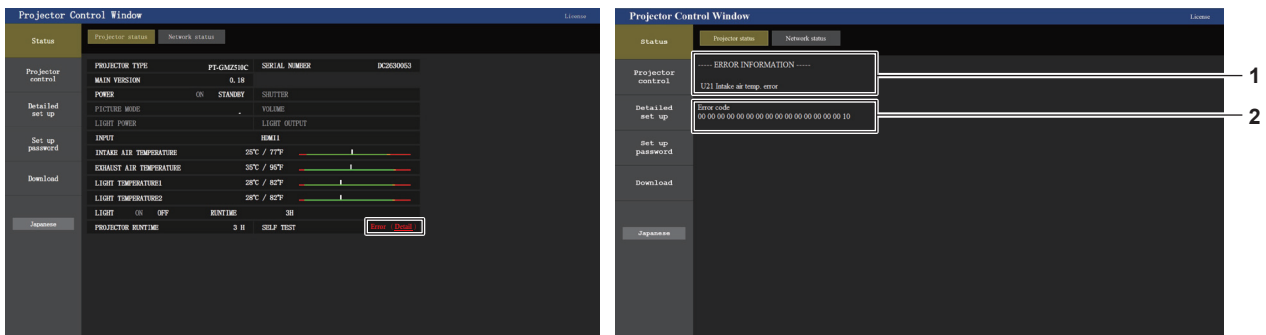 Projector Control Window License
Status
Projector status Network status
Projector
control
Detailed
set up
Set up
password
Download
Japanese
PROJECTOR TYPE PT-GMZ51HC SERIAL NUMBER DC2630053
MAIN VERSION 0.18
POWER ON STANDBY SHUTTER
PICTURE MODE . VOLUME
LIGHT POWER LIGHT OUTPUT
INPUT HDMI1
INTAKE AIR TEMPERATURE 25℃ / 77℉
EXHAUST AIR TEMPERATURE 35℃ / 95℉
LIGHT TEMPERATURE1 28℃ / 82℉
LIGHT TEMPERATURE2 28℃ / 82℉
LIGHT ON OFF RUNTIME 3H
PROJECTOR RUNTIME 3 H SELF TEST Error (Detail)
Projector Control Window License
Status
Projector status Network status
Projector
control
Detailed
set up
Set up
password
Download
Japanese
----- ERROR INFORMATION -----
U21 Intake air temp. error
1
Error code
00 00 00 00 00 00 00 00 00 00 00 00 00 00 00 10
2